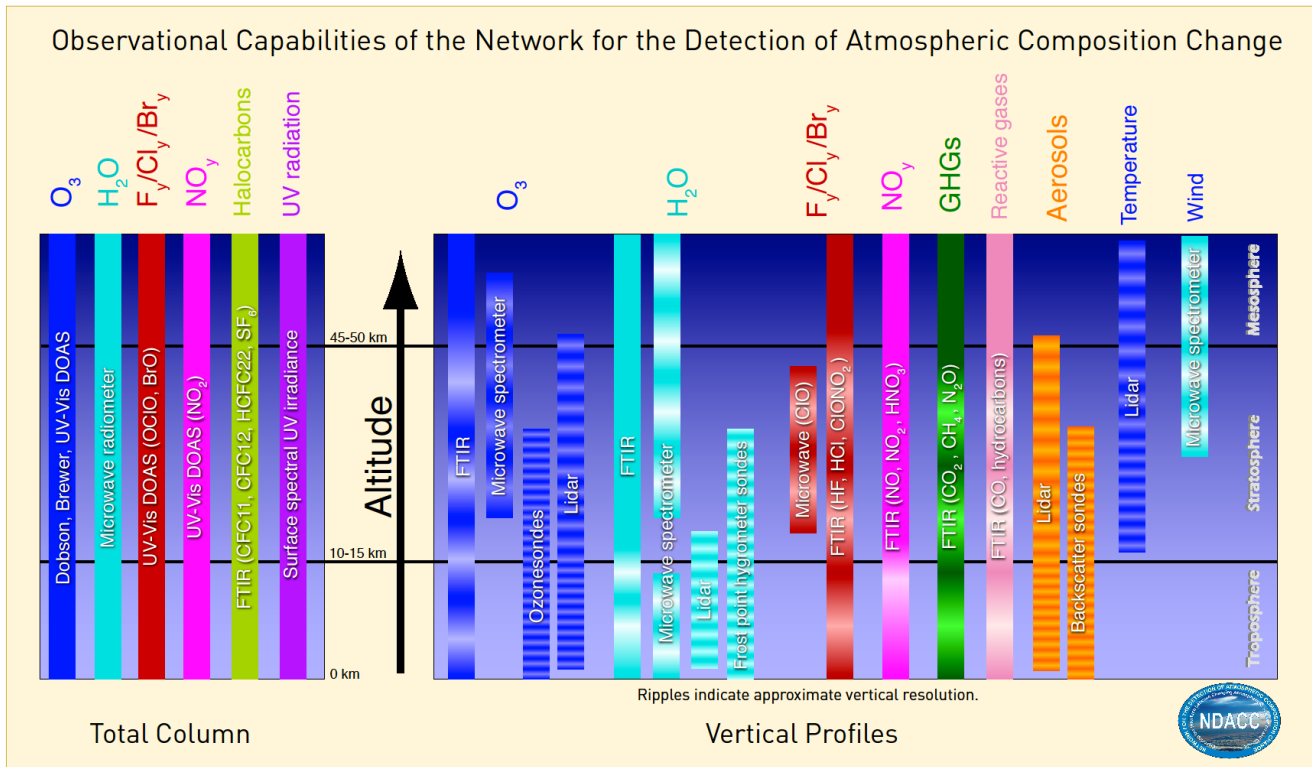 Observational Capabilities of the Network for the Detection of Atmospheric Composition Change
O3
H2O
Fy/Cly/Bry
NOy
Halocarbons
UV radiation
Dobson, Brewer, UV-Vis DOAS
Microwave radiometer
UV-Vis DOAS (OClO, BrO)
UV-Vis DOAS (NO2)
FTIR (CFC11, CFC12, HCFC22, SF6)
Surface spectral UV irradiance
Total Column
45-50 km
10-15 km
0 km
Altitude
O3
H2O
Fy/Cly/Bry
NOy
GHGs
Reactive gases
Aerosols
Temperature
Wind
FTIR
Microwave spectrometer
Ozonesondes
Lidar
FTIR
Microwave spectrometer
Lidar
Frost point hygrometer sondes
Microwave (ClO)
FTIR (HF, HCl, ClONO2)
FTIR (NO, NO2, HNO3)
FTIR (CO2, CH4, N2O)
FTIR (CO, hydrocarbons)
Lidar
Backscatter sondes
Lidar
Microwave spectrometer
Mesosphere
Stratosphere
Troposphere
Ripples indicate approximate vertical resolution.
Vertical Profiles
NDACC